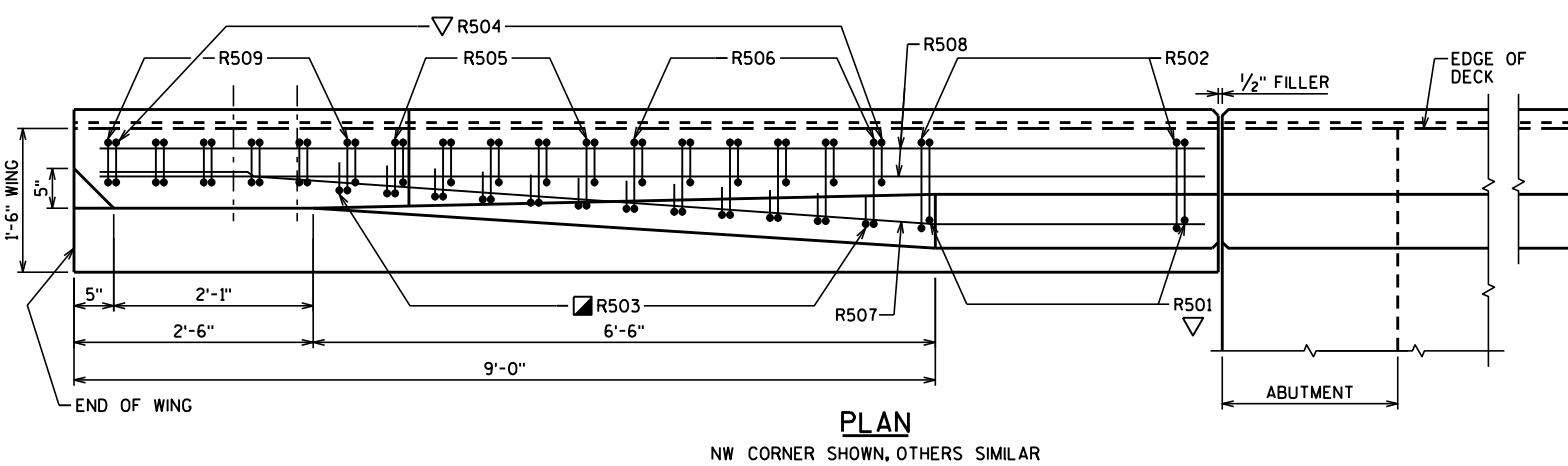 R504
R509
R505
R506
R508
R502
EDGE OF
DECK
1/2" FILLER
1'-6" WING
5"
5"
2'-1"
R503
R507
R501
2'-6"
6'-6"
9'-0"
END OF WING
ABUTMENT
PLAN
NW CORNER SHOWN, OTHERS SIMILAR